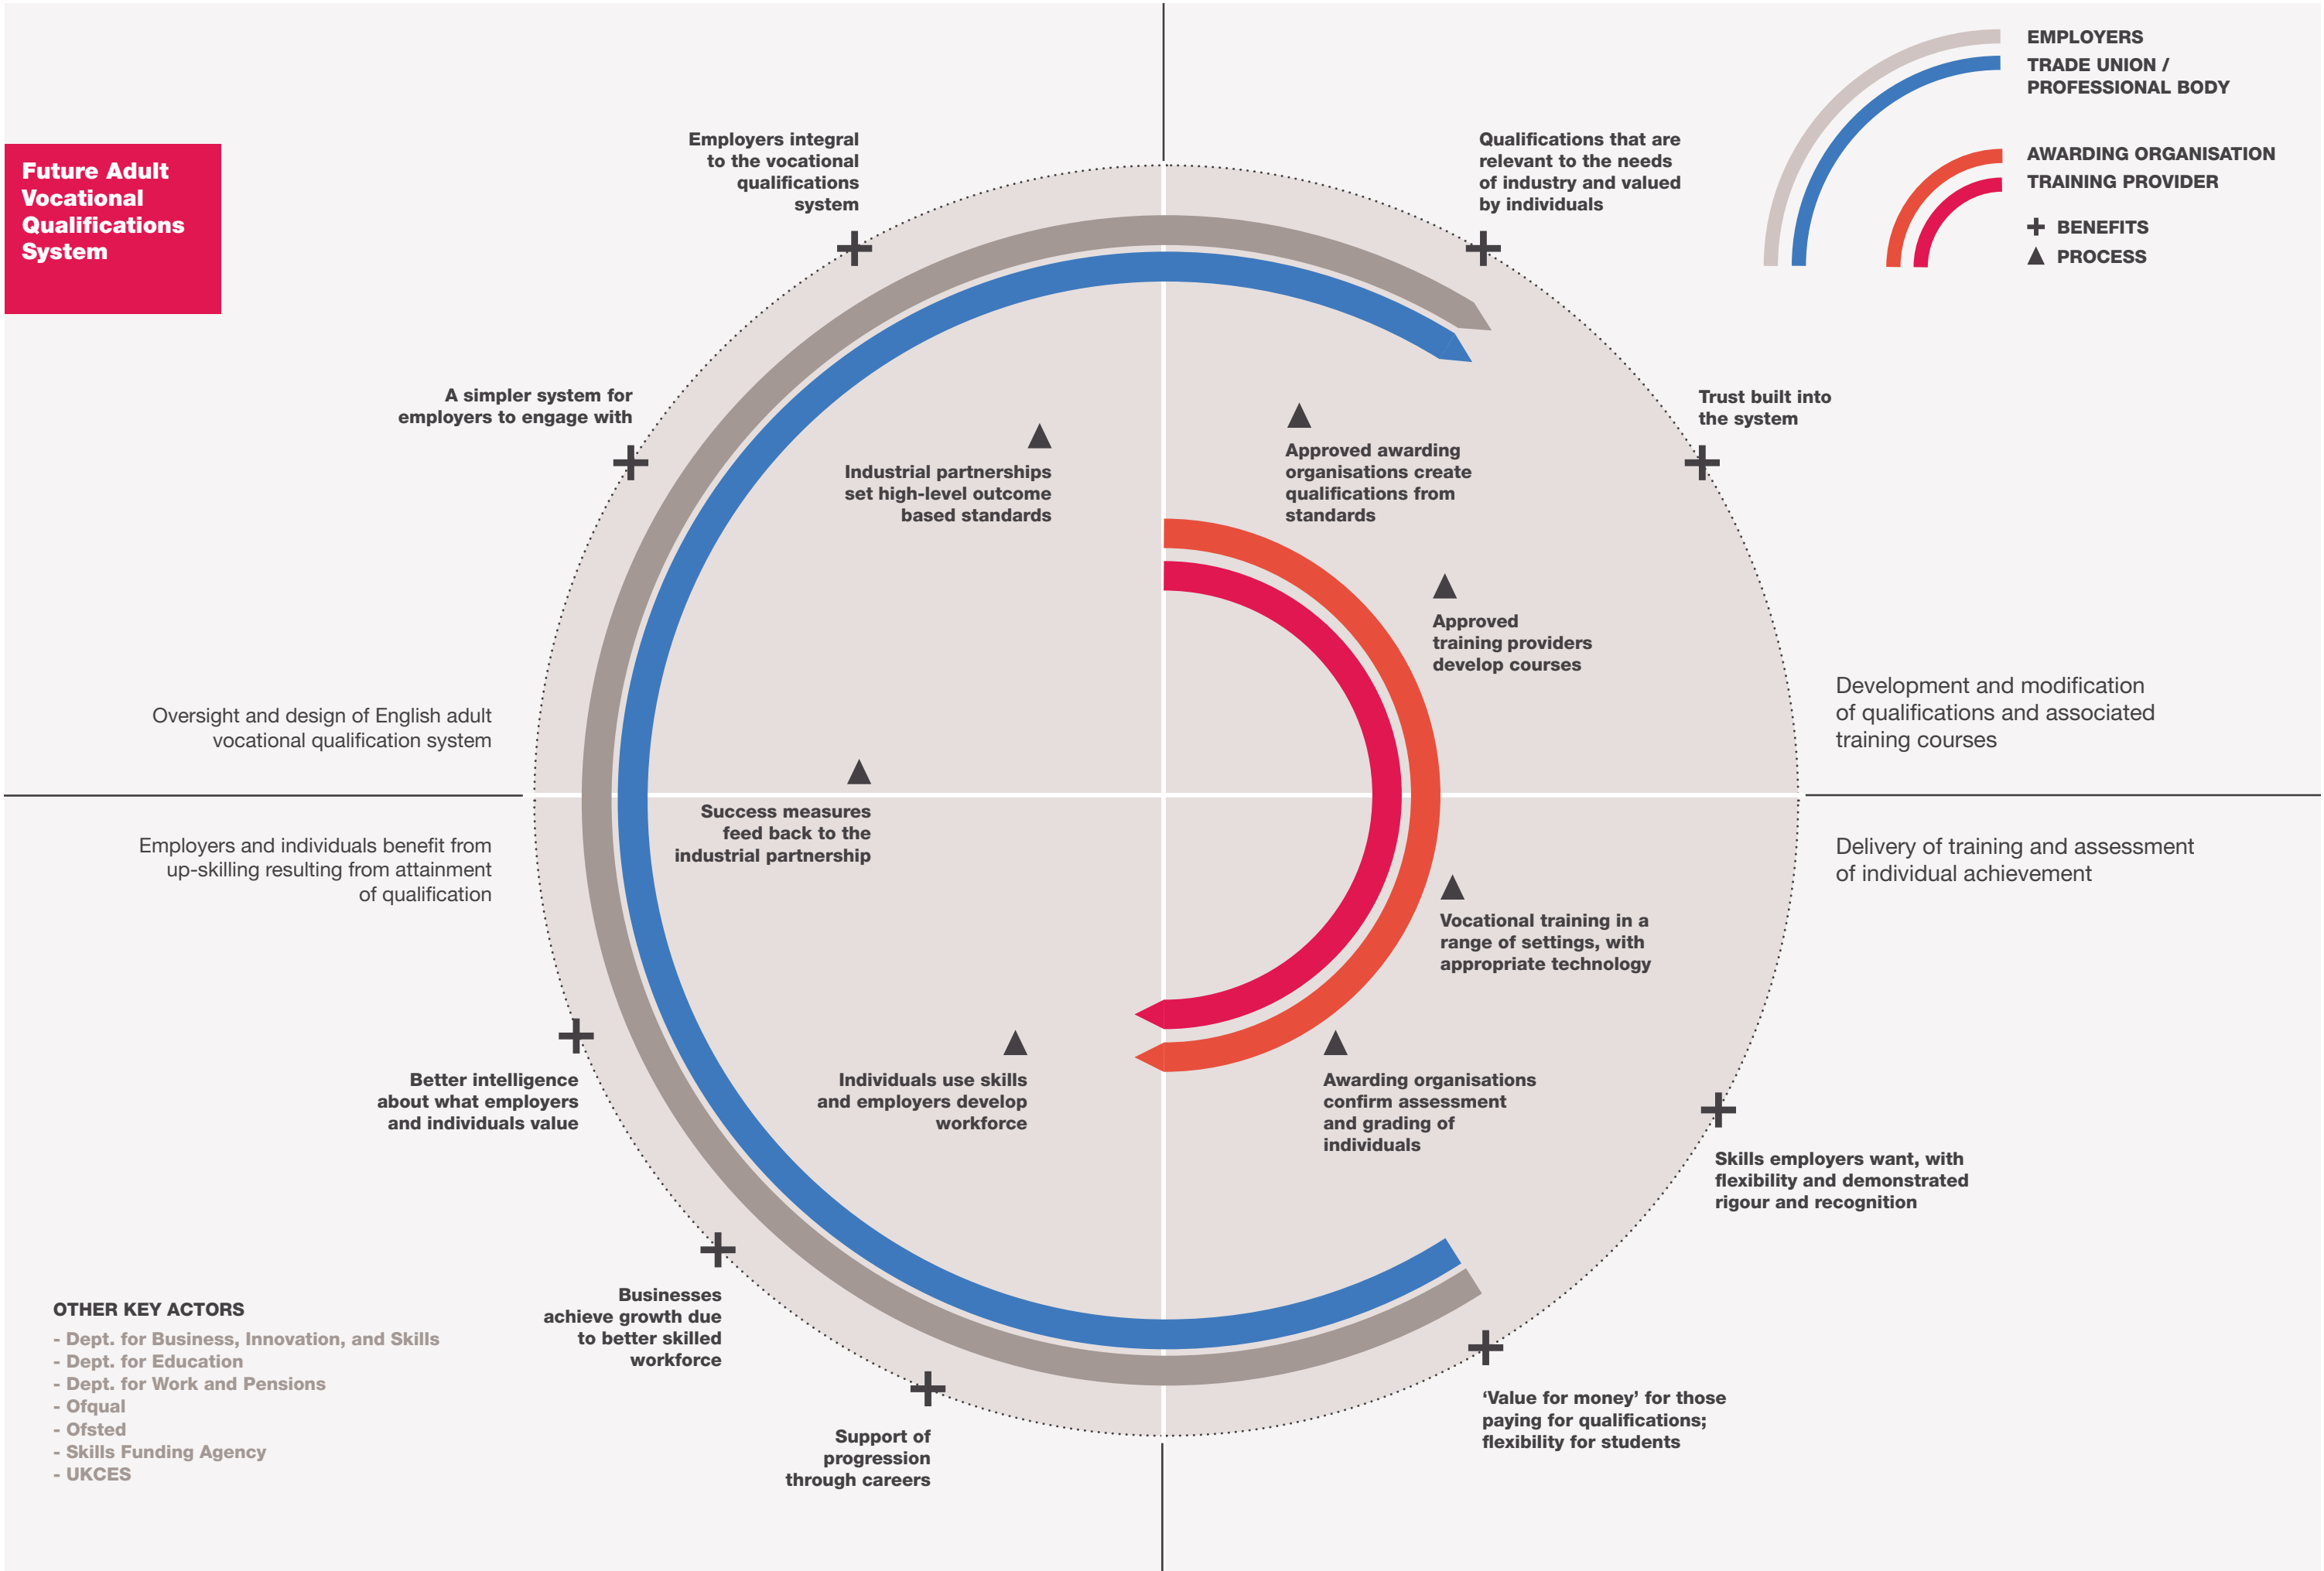 Future Adult
Vocational
Qualifications
System
EMPLOYERS
TRADE UNION /
PROFESSIONAL BODY
AWARDING ORGANISATION
TRAINING PROVIDER
BENEFITS
PROCESS
Employers integral
to the vocational
qualifications
system
Qualifications that are
relevant to the needs
of industry and valued
by individuals
A simpler system for
employers to engage with
Trust built into
the system
Industrial partnerships
set high-level outcome
based standards
Approved awarding
organisations create
qualifications from
standards
Approved
training providers
develop courses
Oversight and design of English adult
vocational qualification system
Development and modification
of qualifications and associated
training courses
Success measures
feed back to the
industrial partnership
Employers and individuals benefit from
up-skilling resulting from attainment
of qualification
Delivery of training and assessment
of individual achievement
Vocational training in a
range of settings, with
appropriate technology
Better intelligence
about what employers
and individuals value
Individuals use skills
and employers develop
workforce
Awarding organisations
confirm assessment
and grading of
individuals
Skills employers want, with
flexibility and demonstrated
rigour and recognition
Businesses
achieve growth due
to better skilled
workforce
Support of
progression
through careers
‘Value for money’ for those
paying for qualifications;
flexibility for students
OTHER KEY ACTORS
- Dept. for Business, Innovation, and Skills
- Dept. for Education
- Dept. for Work and Pensions
- Ofqual
- Ofsted
- Skills Funding Agency
- UKCES